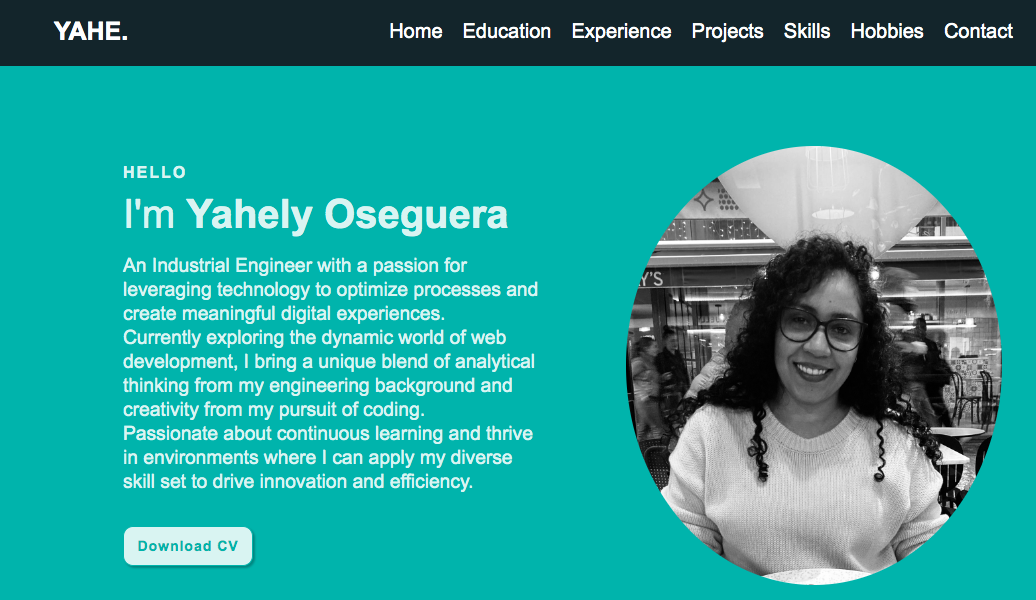 YAHE.
Home Education Experience Projects Skills Hobbies Contact
HELLO
I'm Yahely Oseguera
An Industrial Engineer with a passion for
leveraging technology to optimize processes and
create meaningful digital experiences.
Currently exploring the dynamic world of web
development, I bring a unique blend of analytical
thinking from my engineering background and
creativity from my pursuit of coding.
Passionate about continuous learning and thrive
in environments where I can apply my diverse
skill set to drive innovation and efficiency.
Download CV
Y'S